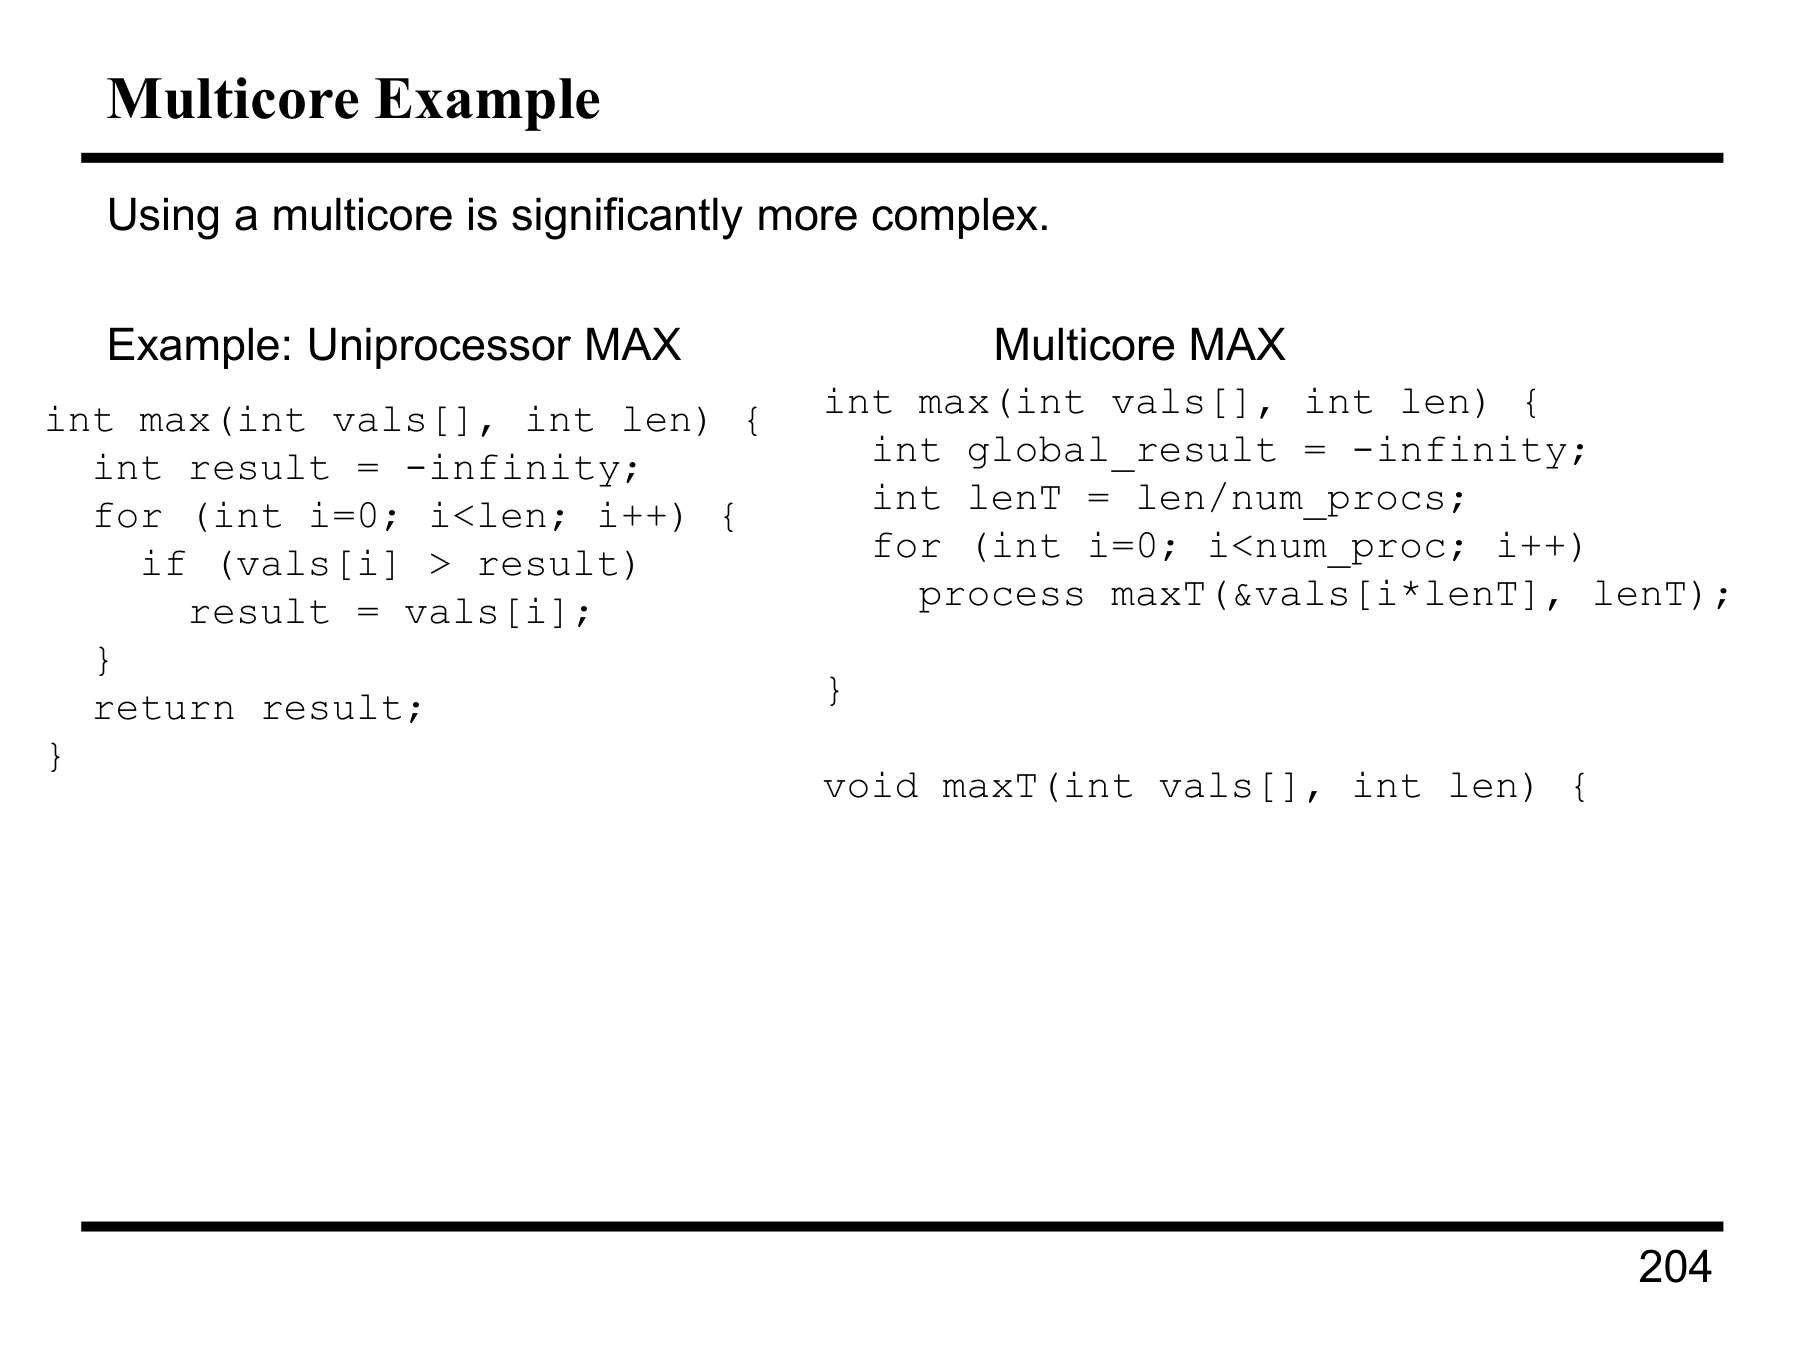 Multicore Example
Using a multicore is significantly more complex.
Example: Uniprocessor MAX
int max(int vals[], int len) {
  int result = -infinity;
  for (int i=0; i<len; i++) {
    if (vals[i] > result)
      result = vals[i];
  }
  return result;
}
Multicore MAX
int max(int vals[], int len) {
  int global_result = -infinity;
  int lenT = len/num_procs;
  for (int i=0; i<num_proc; i++)
    process maxT(&vals[i*lenT], lenT);
}
void maxT(int vals[], int len) {
204